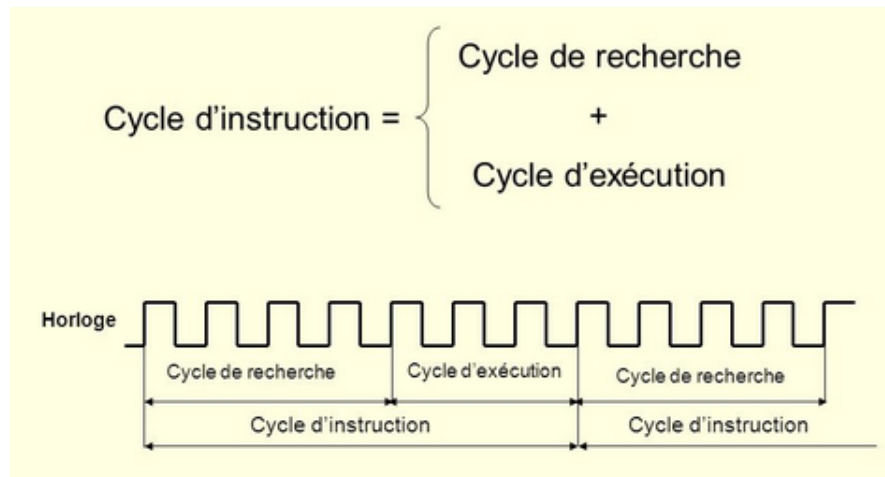 Cycle de recherche
Cycle d'instruction =
+
Cycle d'exécution
Horloge
Cycle de recherche
Cycle d'exécution
Cycle de recherche
Cycle d'instruction
Cycle d'instruction